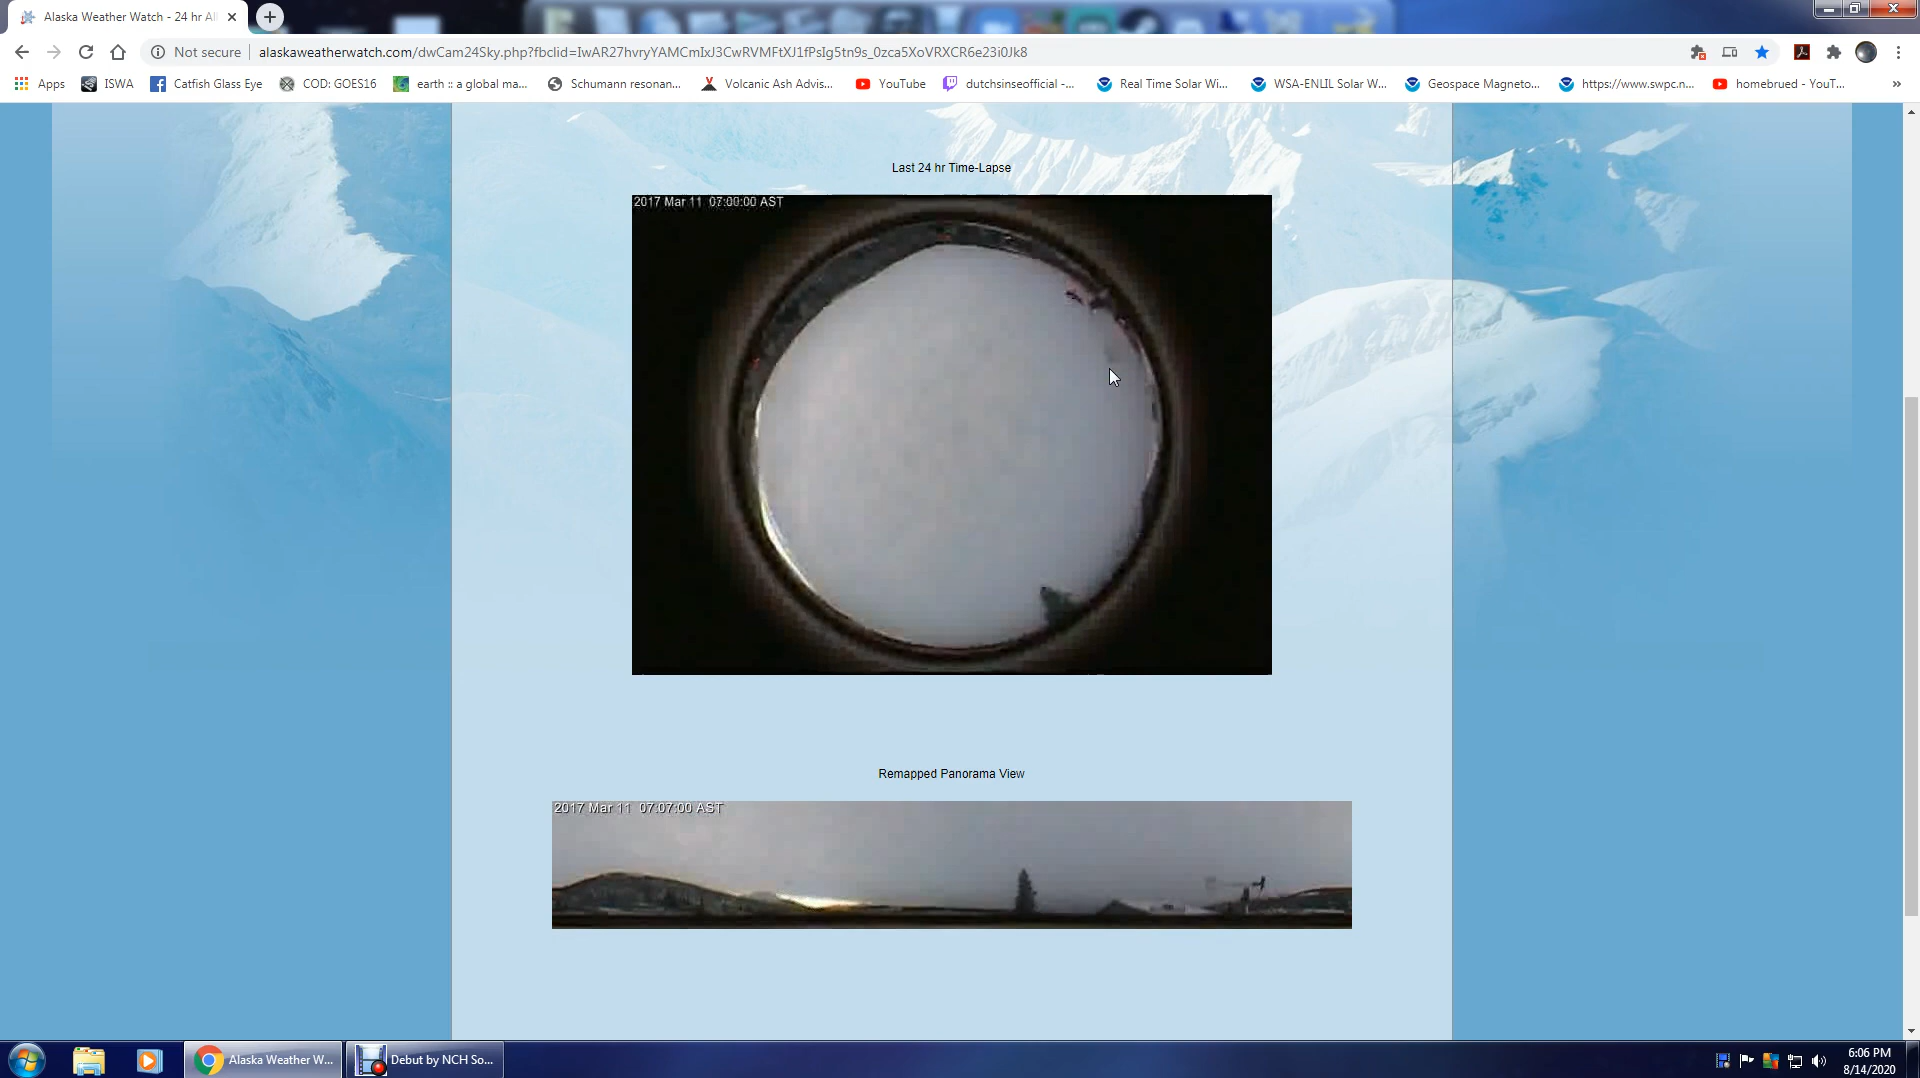 Alaska Weather Watch - 24 hr Al
Not secure
alaskaweatherwatch.com/dwCam24Sky.php?fbclid=IwAR27hvryYAMCmIxJ3CwRVMFtXJ1fPsIg5tn9s_0zca5XoVRXCR6e23i0Jk8
Apps ISWA Catfish Glass Eye COD: GOES16 earth :: a global ma... Schumann resonan... Volcanic Ash Advis... YouTube dutchsinseofficial -... Real Time Solar Wi... WSA-ENLIL Solar W... Geospace Magneto... https://www.swpc.n... homebrued - YouT... »
Last 24 hr Time-Lapse
2017 Mar 11 07:00:00 AST
Remapped Panorama View
2017 Mar 11 07:07:00 AST
Alaska Weather W... Debut by NCH So...
6:06 PM
8/14/2020